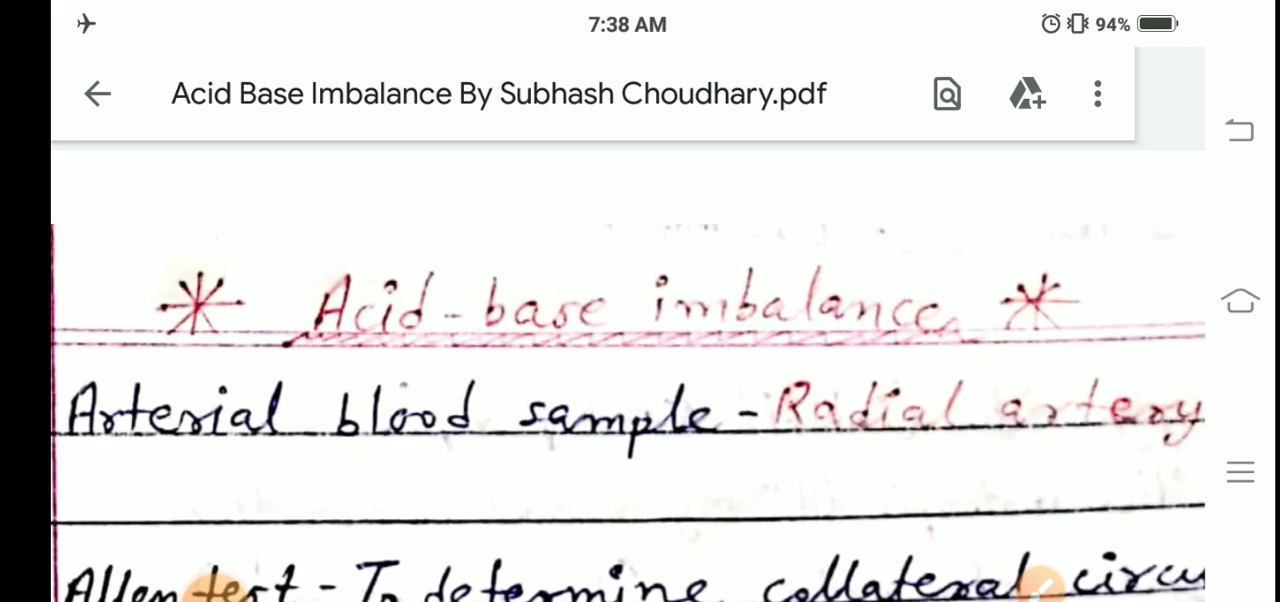 7:38 AM 94%
Acid Base Imbalance By Subhash Choudhary.pdf
* Acid-base imbalance *
Arterial blood sample - Radial artery
Allen test - To determine collateral circu